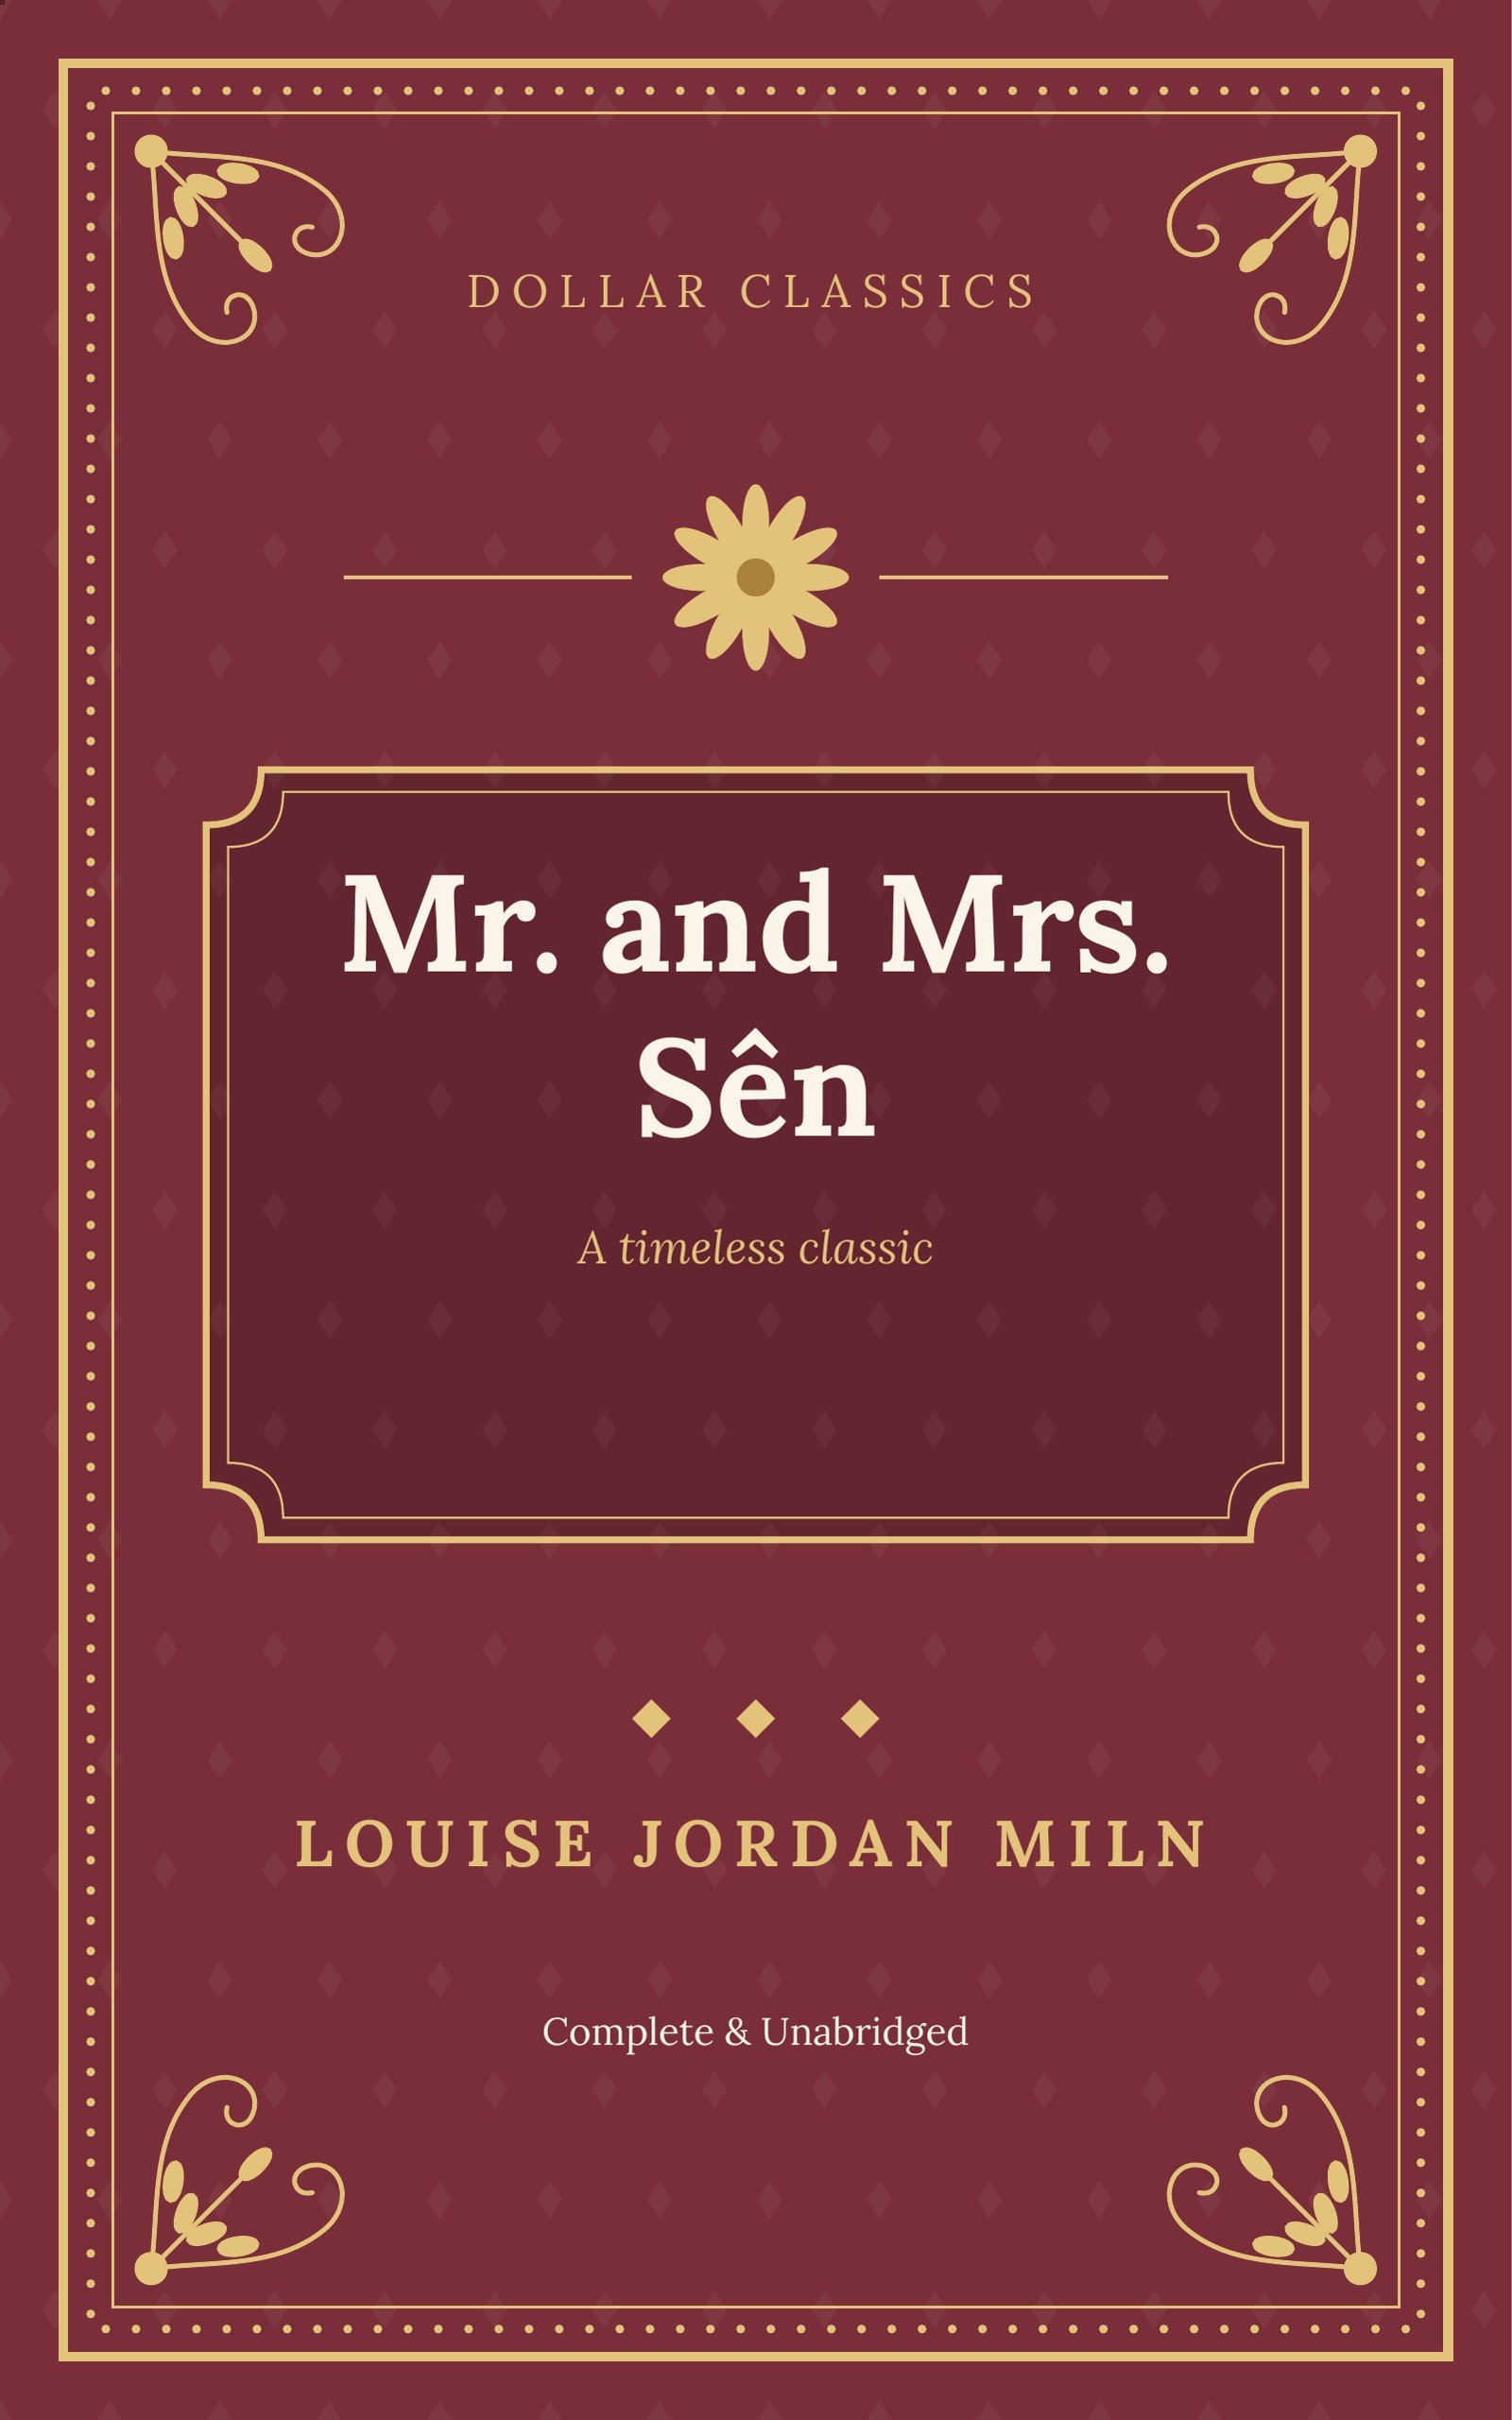 DOLLAR CLASSICS
Mr. and Mrs.
Sên
A timeless classic
LOUISE JORDAN MILN
Complete & Unabridged